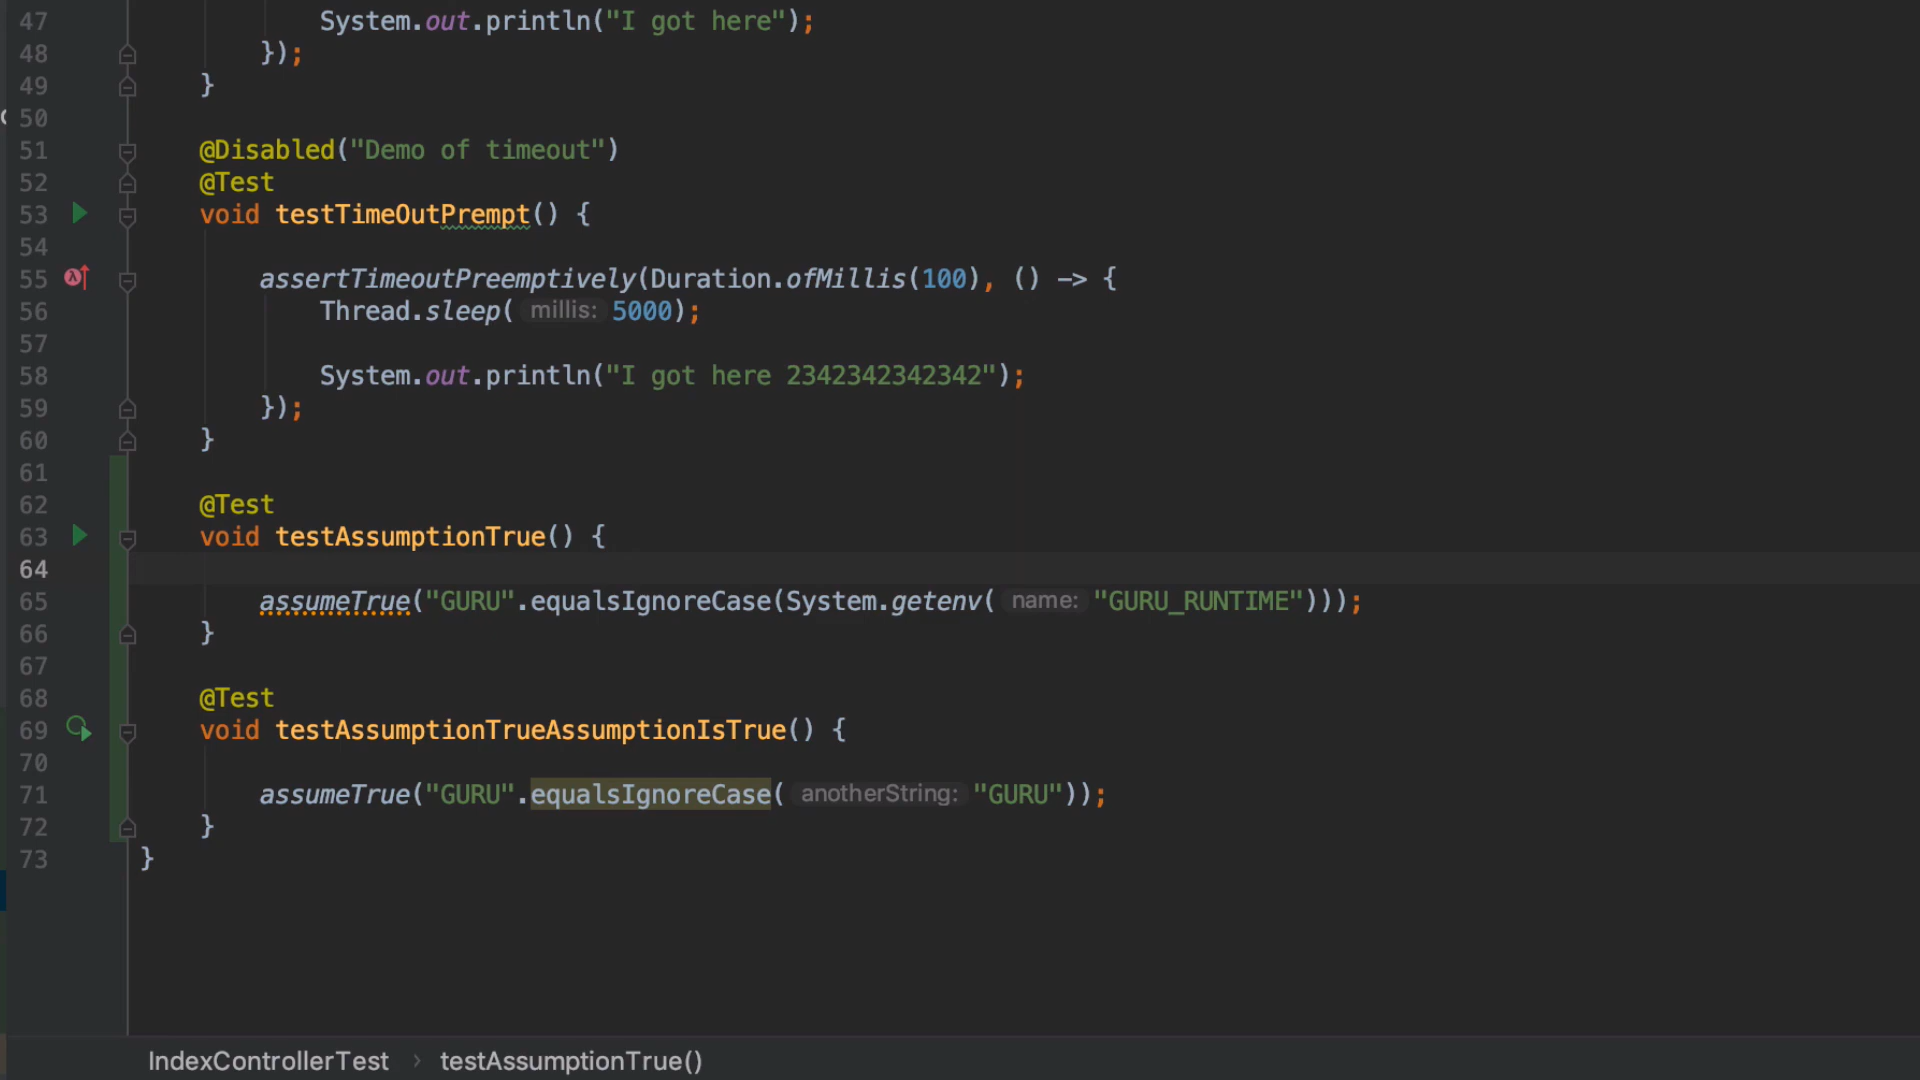 47 System.out.println("I got here");
48 });
49 }
50
51 @Disabled("Demo of timeout")
52 @Test
53 void testTimeOutPrempt() {
54
55 assertTimeoutPreemptively(Duration.ofMillis(100), () -> {
56 Thread.sleep( millis: 5000);
57
58 System.out.println("I got here 2342342342342");
59 });
60 }
61
62 @Test
63 void testAssumptionTrue() {
64
65 assumeTrue("GURU".equalsIgnoreCase(System.getenv( name: "GURU_RUNTIME")));
66 }
67
68 @Test
69 void testAssumptionTrueAssumptionIsTrue() {
70
71 assumeTrue("GURU".equalsIgnoreCase( anotherString: "GURU"));
72 }
73 }
IndexControllerTest › testAssumptionTrue()